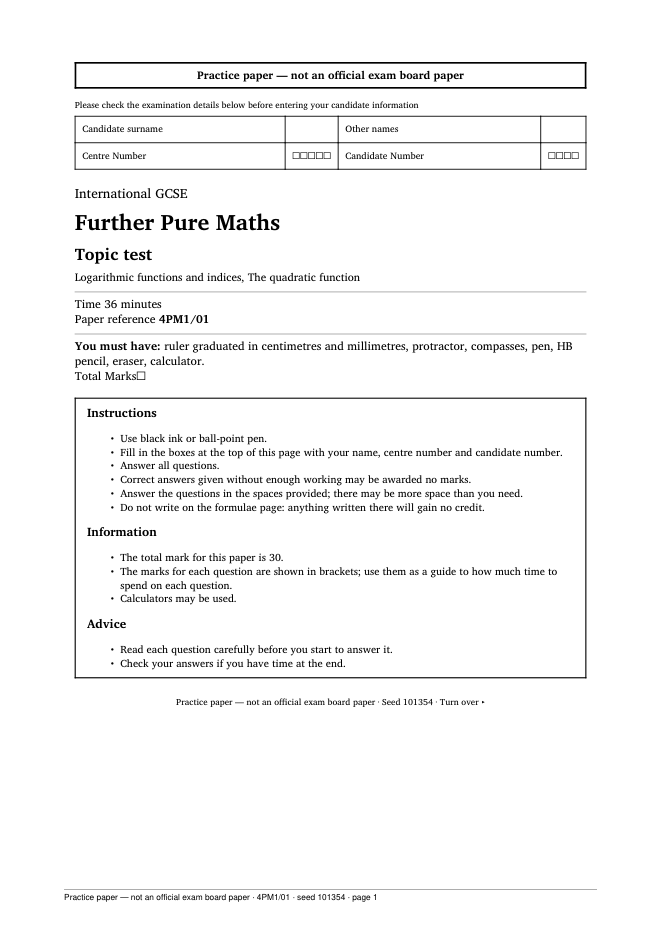 Practice paper — not an official exam board paper
Please check the examination details below before entering your candidate information
Candidate surname
Other names
Centre Number ☐☐☐☐☐ Candidate Number ☐☐☐☐
International GCSE
Further Pure Maths
Topic test
Logarithmic functions and indices, The quadratic function
Time 36 minutes
Paper reference 4PM1/01
You must have: ruler graduated in centimetres and millimetres, protractor, compasses, pen, HB
pencil, eraser, calculator.
Total Marks☐
Instructions
• Use black ink or ball-point pen.
• Fill in the boxes at the top of this page with your name, centre number and candidate number.
• Answer all questions.
• Correct answers given without enough working may be awarded no marks.
• Answer the questions in the spaces provided; there may be more space than you need.
• Do not write on the formulae page: anything written there will gain no credit.
Information
• The total mark for this paper is 30.
• The marks for each question are shown in brackets; use them as a guide to how much time to
spend on each question.
• Calculators may be used.
Advice
• Read each question carefully before you start to answer it.
• Check your answers if you have time at the end.
Practice paper — not an official exam board paper · Seed 101354 · Turn over •
Practice paper — not an official exam board paper · 4PM1/01 · seed 101354 · page 1